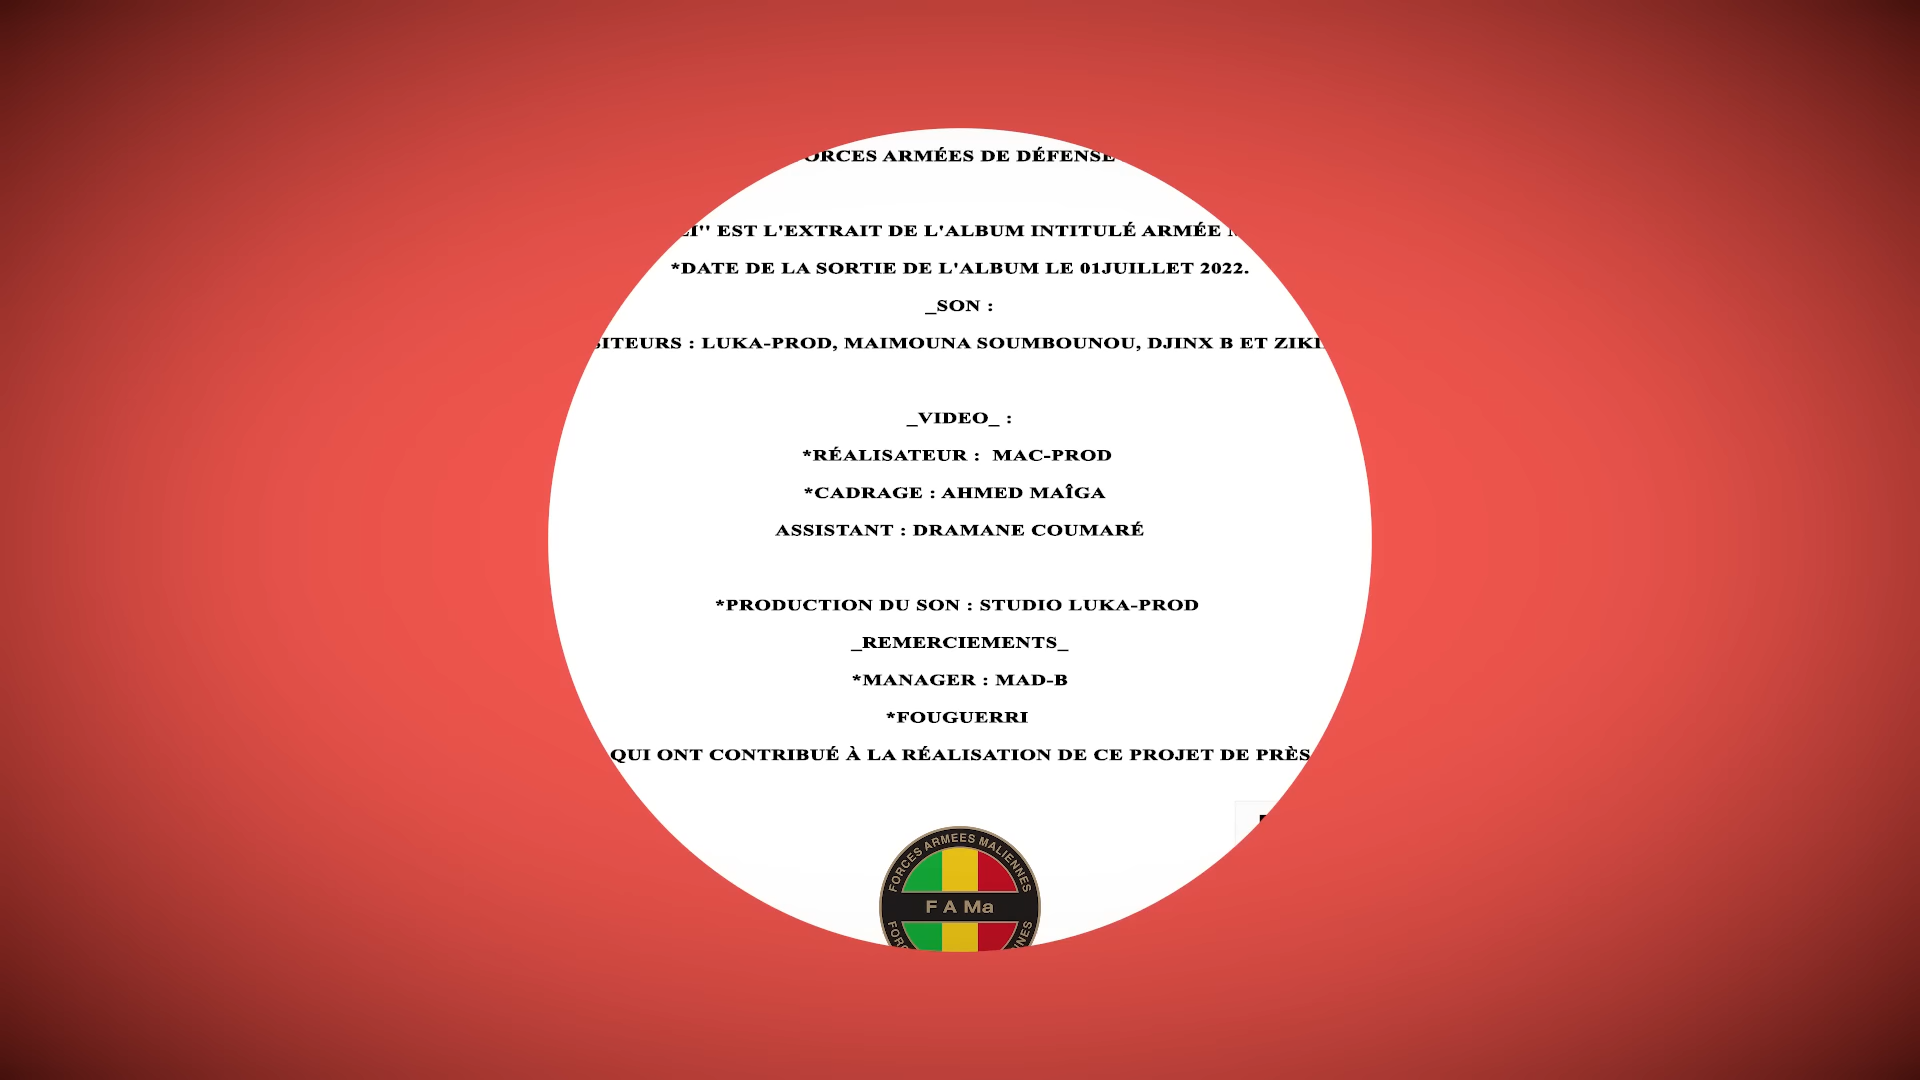 ARMÉES DE DÉFENSE
EST L'EXTRAIT DE L'ALBUM INTITULÉ ARMÉE
*DATE DE LA SORTIE DE L'ALBUM LE 01JUILLET 2022.
_SON :
: LUKA-PROD, MAIMOUNA SOUMBOUNOU, DJINX B ET
_VIDEO_ :
*RÉALISATEUR : MAC-PROD
*CADRAGE : AHMED MAÎGA
ASSISTANT : DRAMANE COUMARÉ
*PRODUCTION DU SON : STUDIO LUKA-PROD
_REMERCIEMENTS_
*MANAGER : MAD-B
*FOUGUERRI
QUI ONT CONTRIBUÉ À LA RÉALISATION DE CE PROJET DE PRÈS
FORCES ARMEES MALIENNES
F A Ma